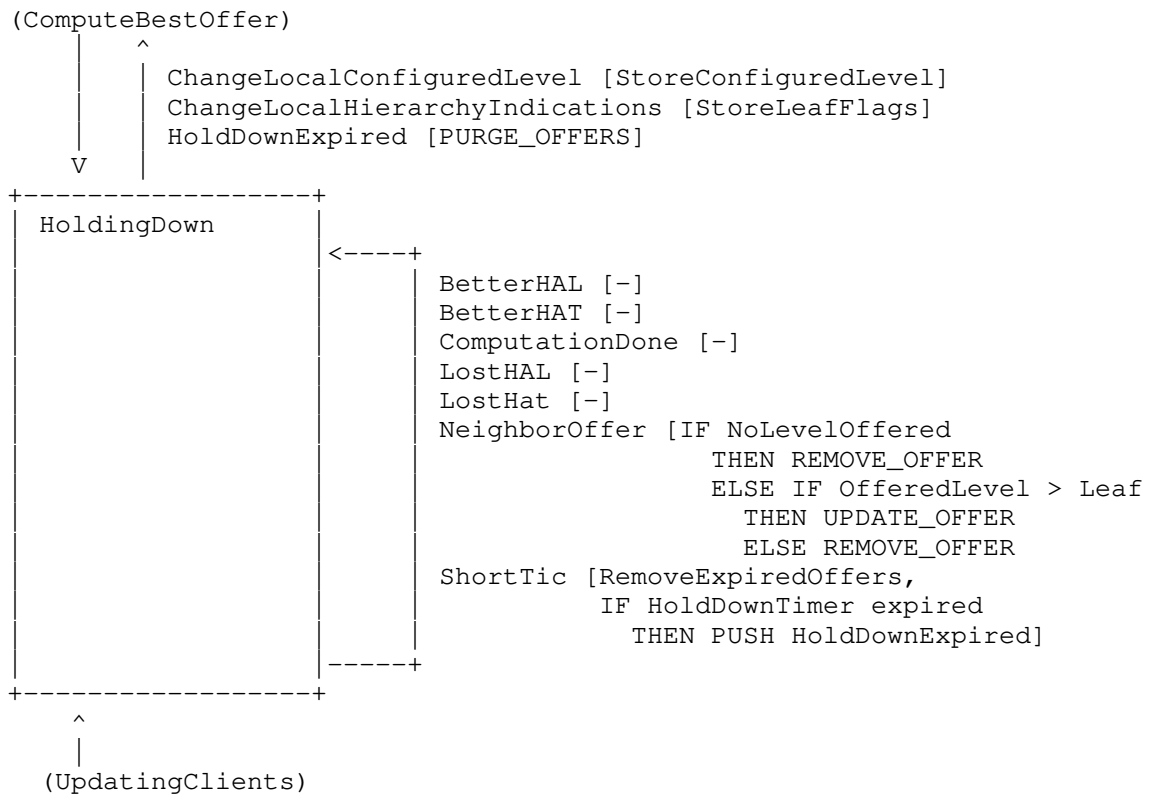 (ComputeBestOffer)
ChangeLocalConfiguredLevel [StoreConfiguredLevel]
ChangeLocalHierarchyIndications [StoreLeafFlags]
HoldDownExpired [PURGE_OFFERS]
V
HoldingDown
BetterHAL [-]
BetterHAT [-]
ComputationDone [-]
LostHAL [-]
LostHat [-]
NeighborOffer [IF NoLevelOffered
THEN REMOVE_OFFER
ELSE IF OfferedLevel > Leaf
THEN UPDATE_OFFER
ELSE REMOVE_OFFER
ShortTic [RemoveExpiredOffers,
IF HoldDownTimer expired
THEN PUSH HoldDownExpired]
(UpdatingClients)